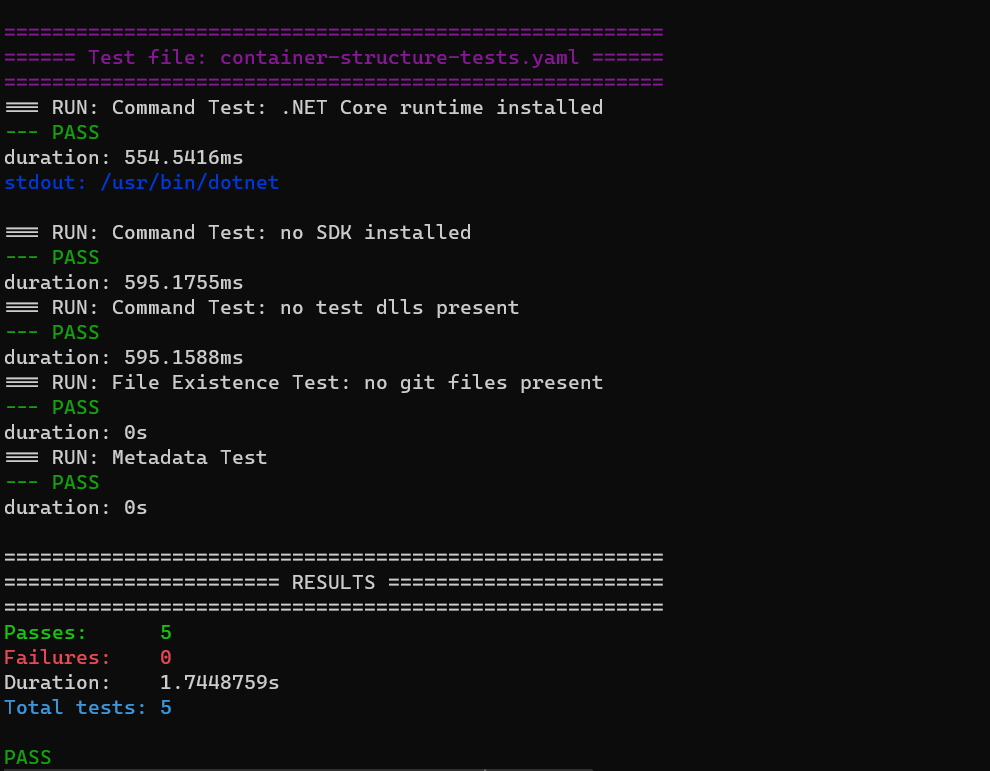 =======================================================
====== Test file: container-structure-tests.yaml ======
=======================================================
=== RUN: Command Test: .NET Core runtime installed
--- PASS
duration: 554.5416ms
stdout: /usr/bin/dotnet
=== RUN: Command Test: no SDK installed
--- PASS
duration: 595.1755ms
=== RUN: Command Test: no test dlls present
--- PASS
duration: 595.1588ms
=== RUN: File Existence Test: no git files present
--- PASS
duration: 0s
=== RUN: Metadata Test
--- PASS
duration: 0s
=======================================================
======================= RESULTS =======================
=======================================================
Passes: 5
Failures: 0
Duration: 1.7448759s
Total tests: 5
PASS